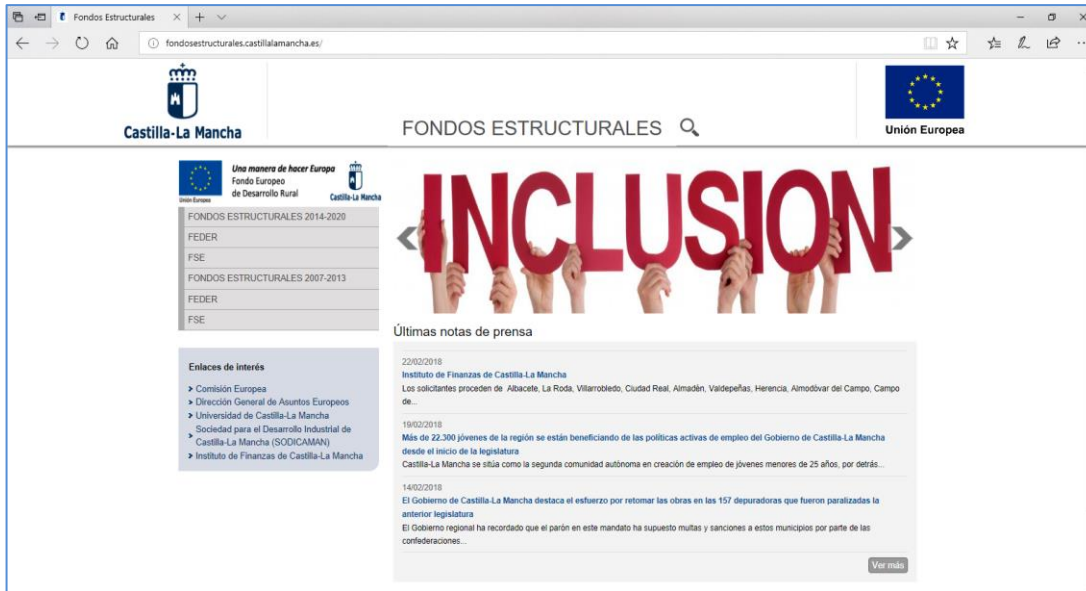 Fondos Estructurales
fondosestructurales.castillalamancha.es/
Castilla-La Mancha
FONDOS ESTRUCTURALES
Unión Europea
Unión Europea
Una manera de hacer Europa
Fondo Europeo
de Desarrollo Rural
Castilla-La Mancha
FONDOS ESTRUCTURALES 2014-2020
FEDER
FSE
FONDOS ESTRUCTURALES 2007-2013
FEDER
FSE
Enlaces de interés
Comisión Europea
Dirección General de Asuntos Europeos
Universidad de Castilla-La Mancha
Sociedad para el Desarrollo Industrial de
Castilla-La Mancha (SODICAMAN)
Instituto de Finanzas de Castilla-La Mancha
INCLUSION
Últimas notas de prensa
22/02/2018
Instituto de Finanzas de Castilla-La Mancha
Los solicitantes proceden de Albacete, La Roda, Villarrobledo, Ciudad Real, Almadén, Valdepeñas, Herencia, Almodóvar del Campo, Campo
de...
19/02/2018
Más de 22.300 jóvenes de la región se están beneficiando de las políticas activas de empleo del Gobierno de Castilla-La Mancha
desde el inicio de la legislatura
Castilla-La Mancha se sitúa como la segunda comunidad autónoma en creación de empleo de jóvenes menores de 25 años, por detrás...
14/02/2018
El Gobierno de Castilla-La Mancha destaca el esfuerzo por retomar las obras en las 157 depuradoras que fueron paralizadas la
anterior legislatura
El Gobierno regional ha recordado que el parón en este mandato ha supuesto multas y sanciones a estos municipios por parte de las
confederaciones...
Ver más